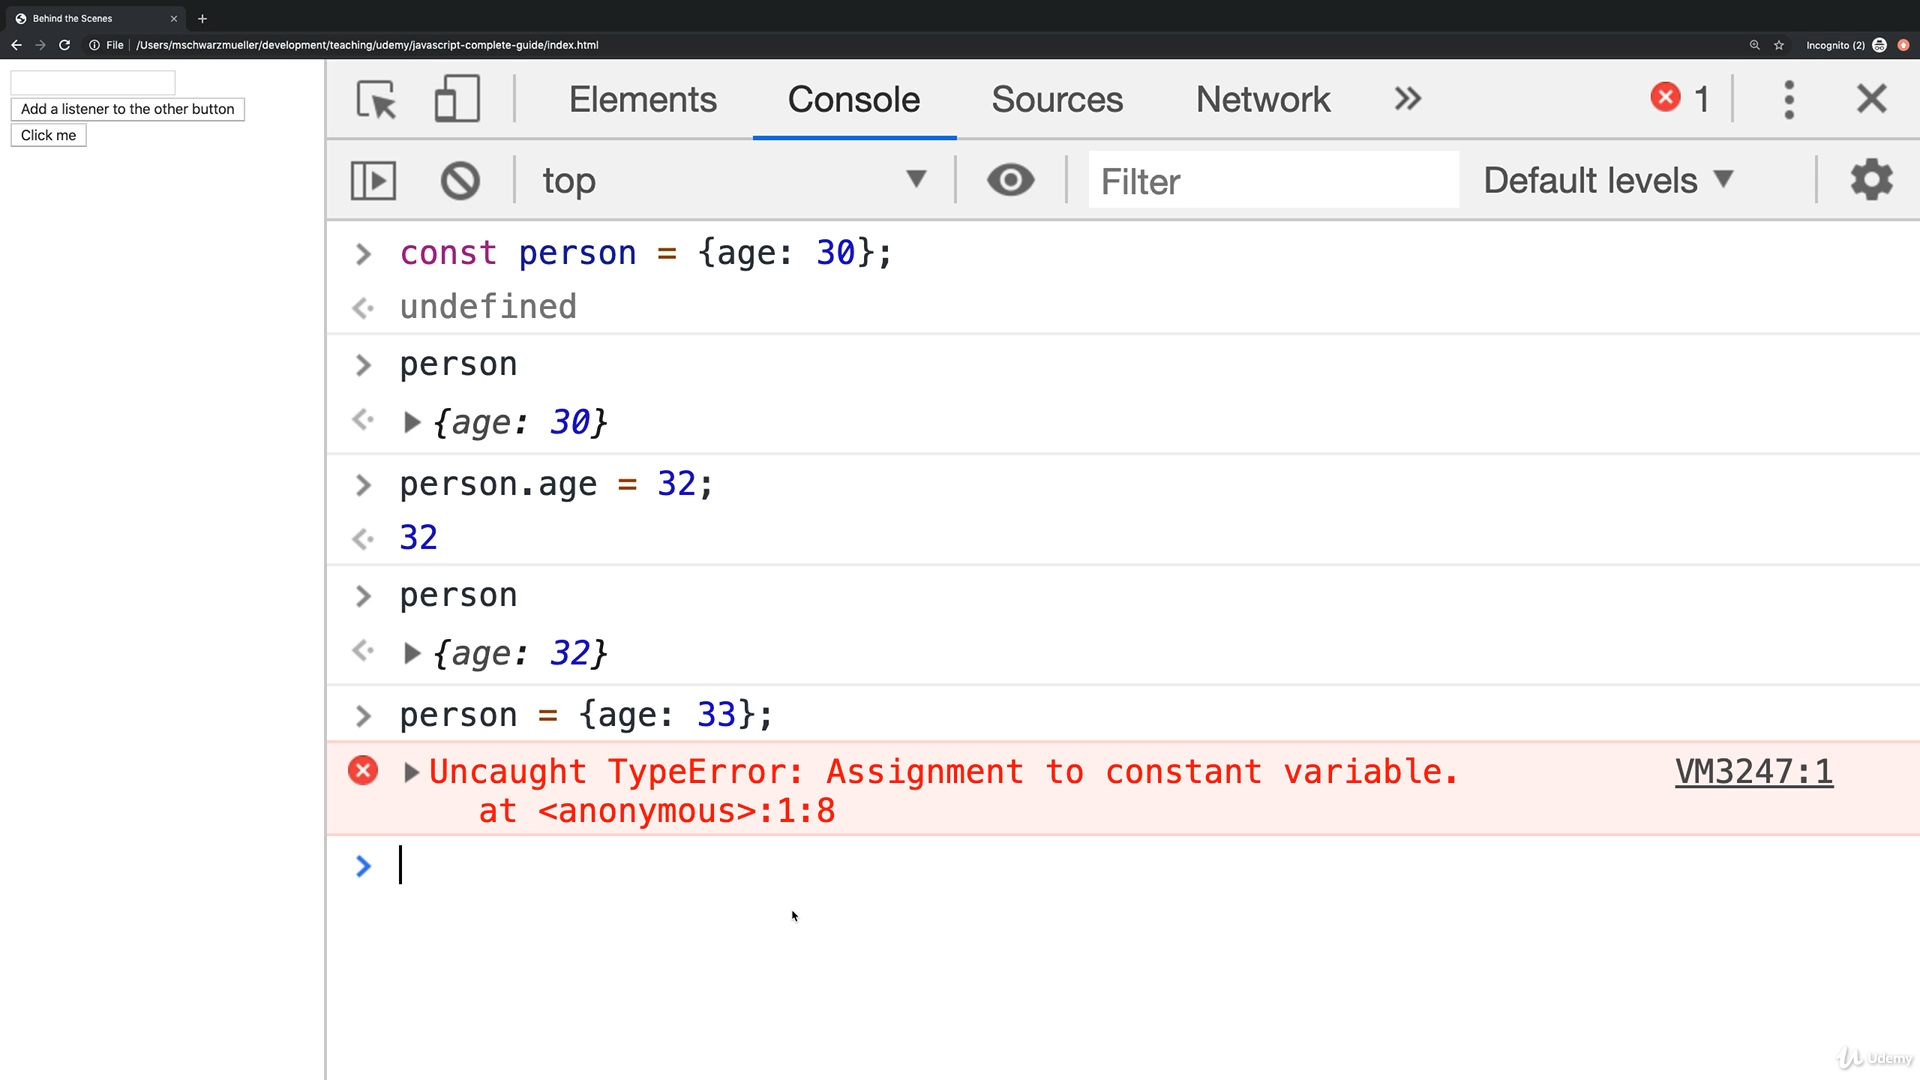 Behind the Scenes
File /Users/mschwarzmueller/development/teaching/udemy/javascript-complete-guide/index.html
Incognito (2)
Add a listener to the other button
Click me
Elements Console Sources Network 1
top Filter Default levels
const person = {age: 30};
undefined
person
{age: 30}
person.age = 32;
32
person
{age: 32}
person = {age: 33};
Uncaught TypeError: Assignment to constant variable. VM3247:1
at <anonymous>:1:8
Udemy